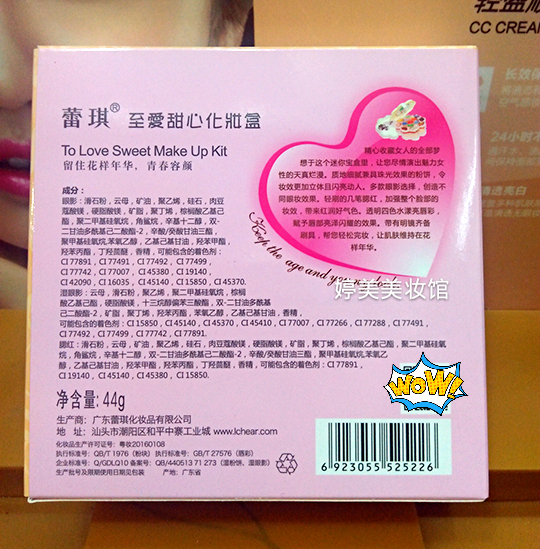 CC CREA
蕾琪® 至愛甜心化妝盒
To Love Sweet Make Up Kit
留住花样年华，青春容颜
精心收藏女人的全部梦
想于这个迷你宝盒里，让您尽情演出魅力女
性的天真烂漫。质地细腻兼具珠光效果的粉饼，令
妆效更加立体且闪亮动人。多款眼影选择，创造不
同眼妆效果。轻刷的几笔腮红，加强整个脸部的
妆效，带来红润好气色。透明四色水漾亮唇彩，
赋予唇部亮泽闪耀的效果。带有明镜齐备
刷具，帮您轻松完妆，让肌肤维持在花
样年华。
Keep the age and your look
婷美美妆馆
WOW!
成分：
眼影：滑石粉，云母，矿油，聚乙烯，硅石，肉豆
蔻酸镁，硬脂酸镁，矿脂，聚丁烯，棕榈酸乙基己
酯，聚二甲基硅氧烷，角鲨烷，辛基十二醇，双-
二甘油多酰基己二酸酯-2，辛酸/癸酸甘油三酯，
聚甲基硅氧烷,苯氧乙醇，乙基己基甘油，羟苯甲酯，
羟苯丙酯，丁羟茴醚，香精，可能包含的着色剂：
CI 77891，CI 77491，CI 77492，CI 77499，
CI 77742，CI 77007，CI 45380，CI 19140，
CI 42090，CI 16035，CI 45140，CI 15850，CI 45370.
湿眼影：云母，滑石粉，聚乙烯，聚二甲基硅氧烷，棕榈
酸乙基己酯，硬脂酸镁，十三烷醇偏苯三酸酯，双-二甘油多酰基
己二酸酯-2，矿脂，聚丁烯，苯氧乙醇，乙基己基甘油，香精，
可能包含的着色剂：CI 15850，CI 45140，CI 45370，CI 45410，CI 77007，CI 77266，CI 77288，CI 77491，
CI 77492，CI 77499，CI 77742，CI 77891.
腮红：滑石粉，云母，矿油，聚乙烯，硅石，肉豆蔻酸镁，硬脂酸镁，矿脂，聚丁烯，棕榈酸乙基己酯，聚二甲基硅氧
烷，角鲨烷，辛基十二醇，双-二甘油多酰基己二酸酯-2，辛酸/癸酸甘油三酯，聚甲基硅氧烷,苯氧乙
醇，乙基己基甘油，羟苯甲酯，羟苯丙酯，丁羟茴醚，香精，可能包含的着色剂：CI 77891，
CI 19140，CI 45140，CI 45380，CI 15850.
净含量：44g
生产商：广东蕾琪化妆品有限公司
地 址：汕头市潮阳区和平中寨工业城 www.lchear.com
化妆品生产许可证号：粤妆20160108
执行标准号：GB/T 1976（粉块）执行标准号：GB/T 27576（唇彩）
企业标准号：Q/GDLQ10 备案号：QB/440513 71 273（湿粉饼，湿眼影）
生产批号及限期使用日期见包装 产地：广东省
6 923055 525226